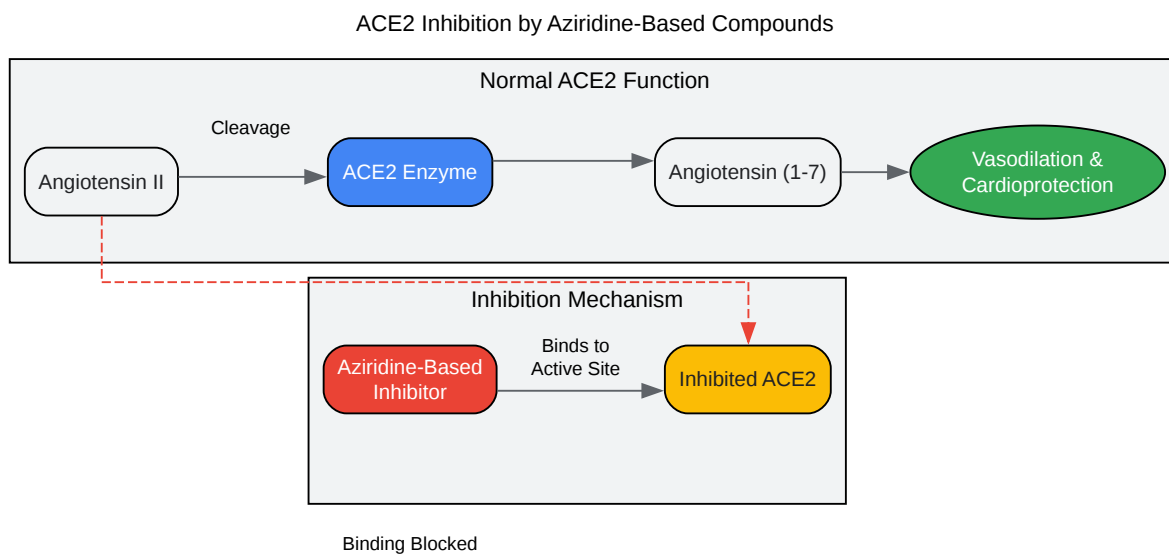 ACE2 Inhibition by Aziridine-Based Compounds
Normal ACE2 Function
Cleavage
Angiotensin II
ACE2 Enzyme
Angiotensin (1-7)
Vasodilation &
Cardioprotection
Inhibition Mechanism
Aziridine-Based
Inhibitor
Binds to
Active Site
Inhibited ACE2
Binding Blocked